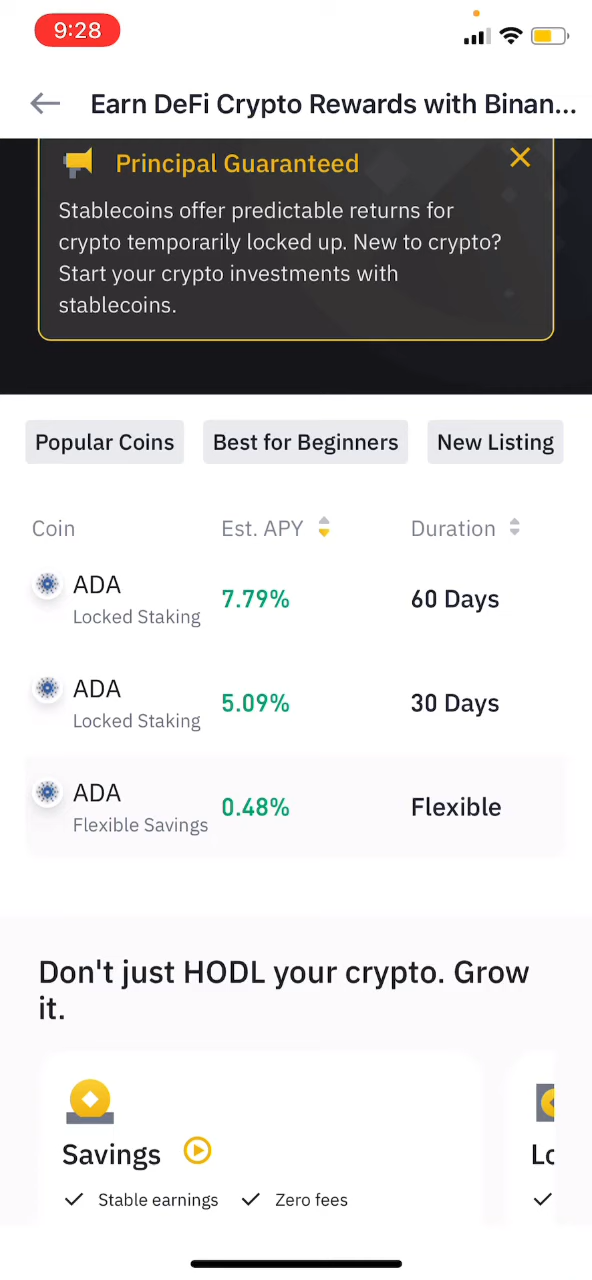 9:28
Earn DeFi Crypto Rewards with Binan...
Principal Guaranteed
Stablecoins offer predictable returns for
crypto temporarily locked up. New to crypto?
Start your crypto investments with
stablecoins.
Popular Coins Best for Beginners New Listing
Coin Est. APY Duration
ADA
Locked Staking 7.79% 60 Days
ADA
Locked Staking 5.09% 30 Days
ADA
Flexible Savings 0.48% Flexible
Don't just HODL your crypto. Grow
it.
Savings Lo
Stable earnings Zero fees